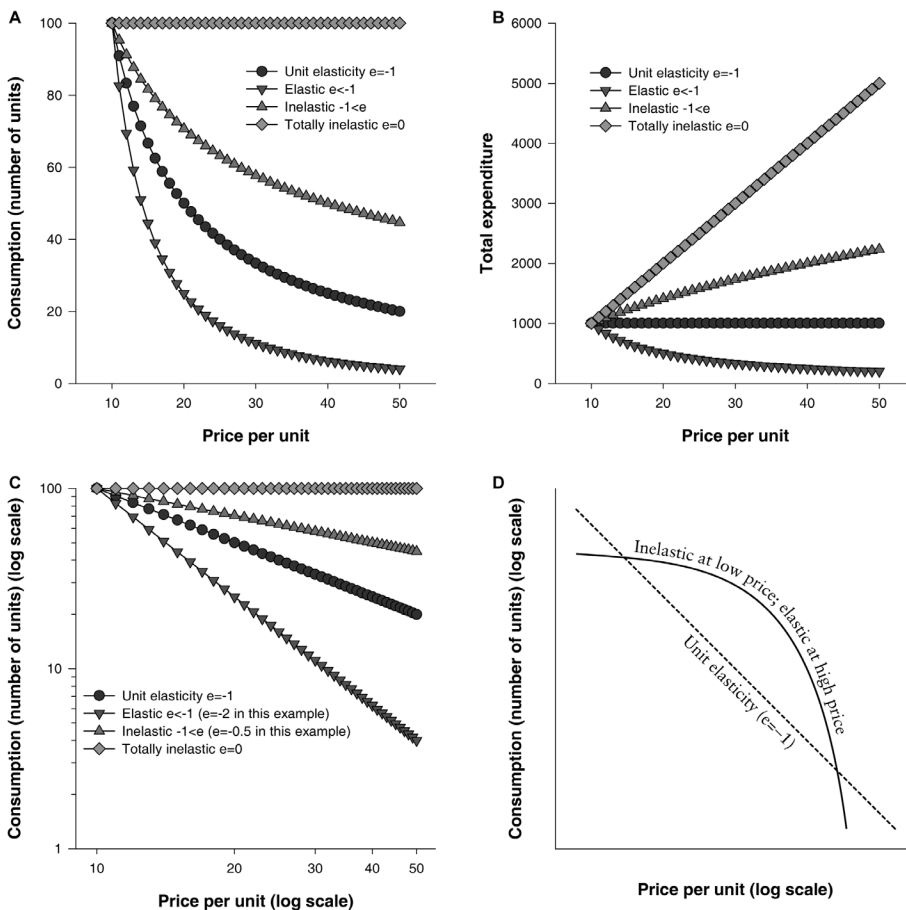 A
100
80
60
40
20
0
Consumption (number of units)
Unit elasticity e=-1
Elastic e<-1
Inelastic -1<e
Totally inelastic e=0
10
20
30
40
50
Price per unit
B
6000
5000
4000
3000
2000
1000
0
Total expenditure
Unit elasticity e=-1
Elastic e<-1
Inelastic -1<e
Totally inelastic e=0
10
20
30
40
50
Price per unit
C
100
10
1
Consumption (number of units) (log scale)
Unit elasticity e=-1
Elastic e<-1 (e=-2 in this example)
Inelastic -1<e (e=-0.5 in this example)
Totally inelastic e=0
10
20
30
40
50
Price per unit (log scale)
D
Consumption (number of units) (log scale)
Inelastic at low price; elastic at high price
Unit elasticity (e=−1)
Price per unit (log scale)